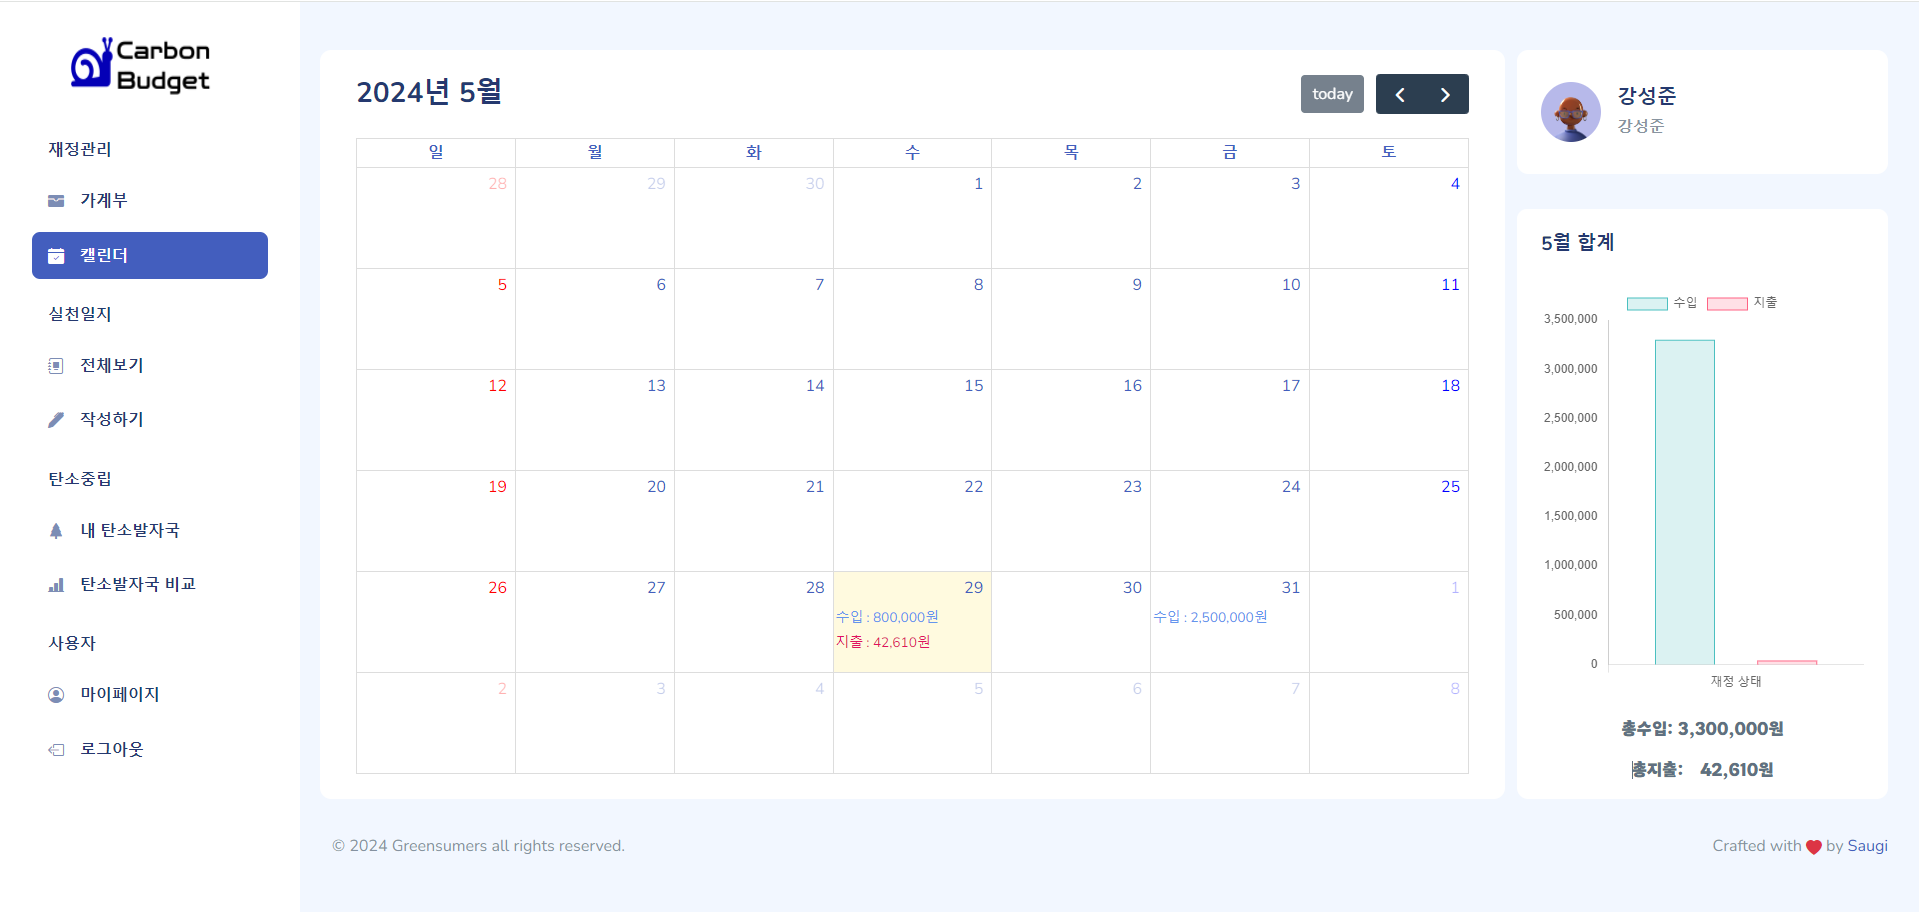 Carbon
Budget
재정관리
가계부
캘린더
실천일지
전체보기
작성하기
탄소중립
내 탄소발자국
탄소발자국 비교
사용자
마이페이지
로그아웃
2024년 5월
today
일 월 화 수 목 금 토
28 29 30 1 2 3 4
5 6 7 8 9 10 11
12 13 14 15 16 17 18
19 20 21 22 23 24 25
26 27 28 29 30 31 1
수입 : 800,000원 수입 : 2,500,000원
지출 : 42,610원
2 3 4 5 6 7 8
강성준
강성준
5월 합계
수입 지출
3,500,000
3,000,000
2,500,000
2,000,000
1,500,000
1,000,000
500,000
0
재정 상태
총수입: 3,300,000원
총지출: 42,610원
© 2024 Greensumers all rights reserved.
Crafted with by Saugi